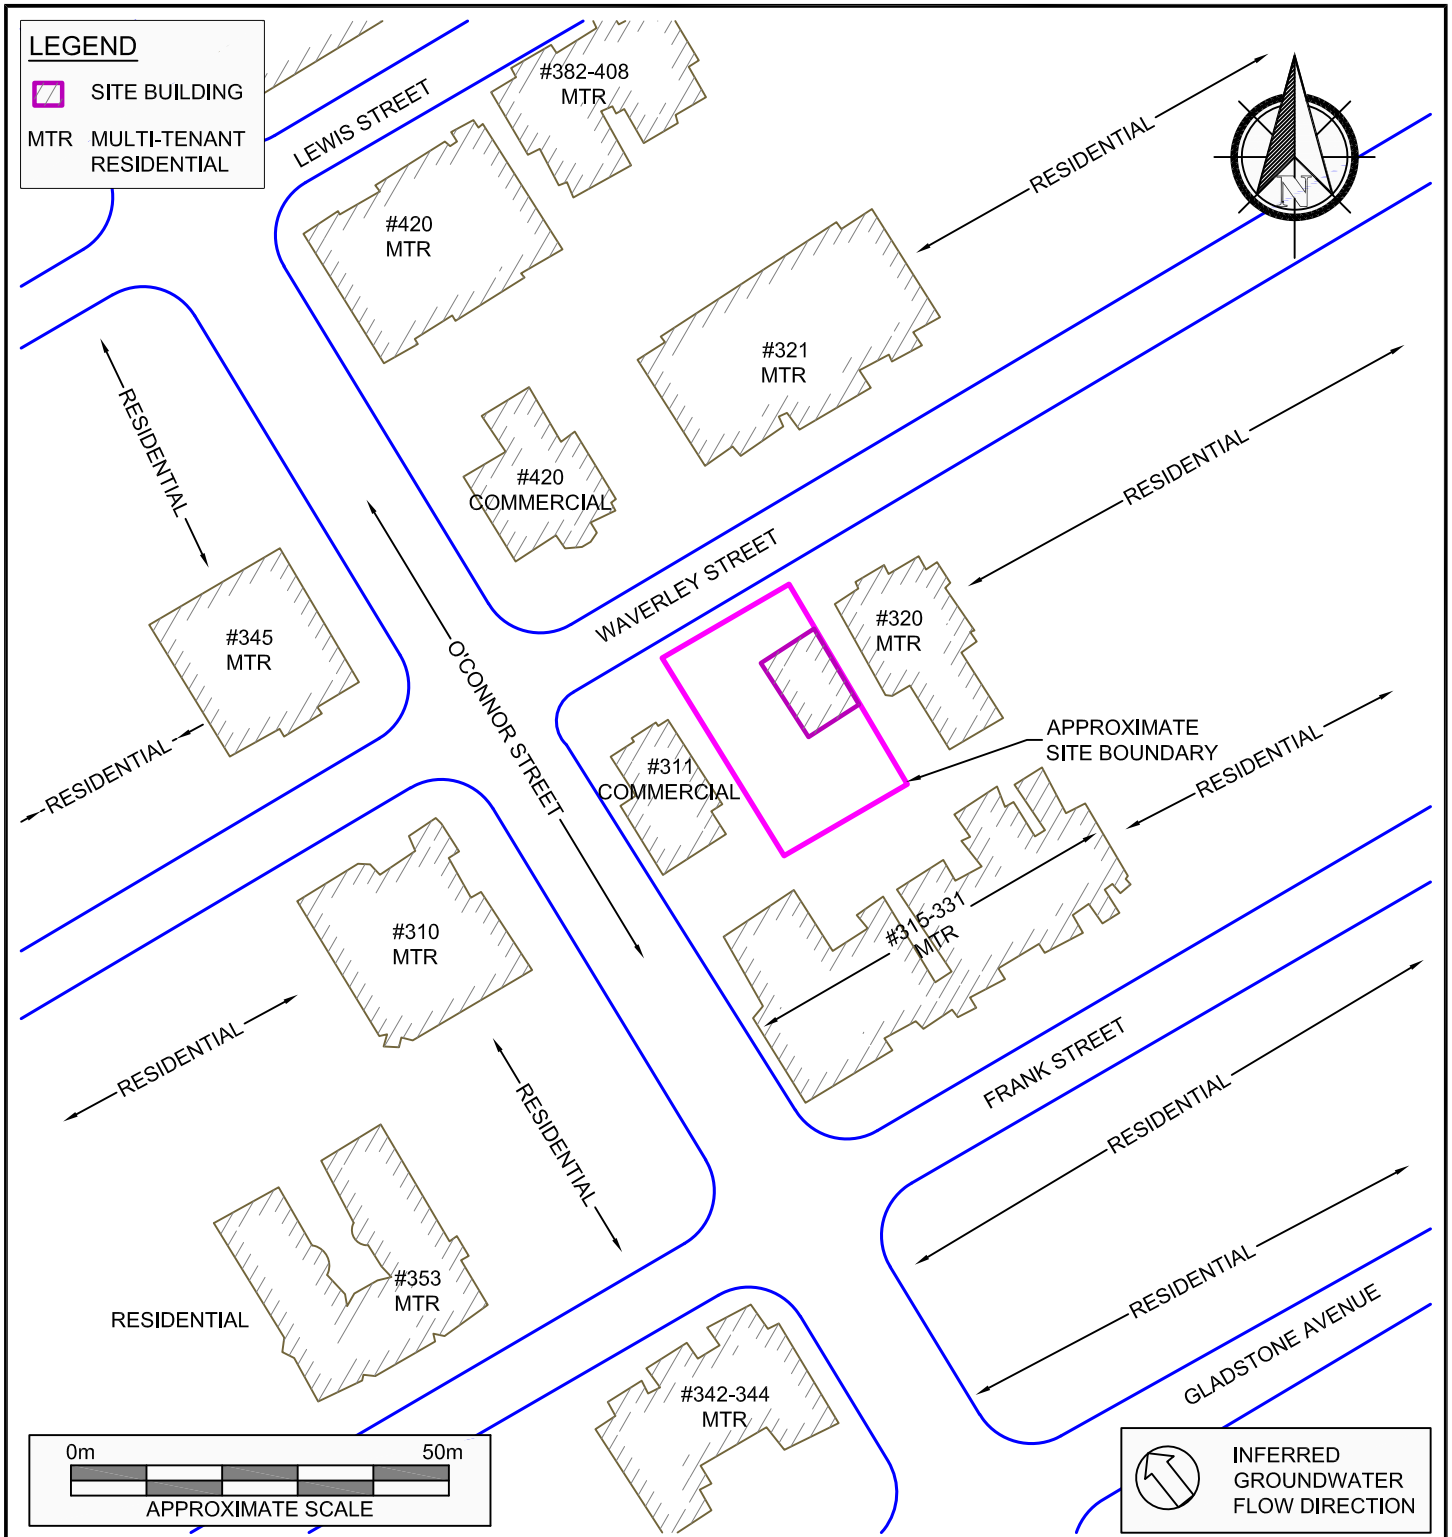 LEGEND
SITE BUILDING
MTR MULTI-TENANT
RESIDENTIAL
LEWIS STREET
#382-408
MTR
RESIDENTIAL
N
#420
MTR
#321
MTR
RESIDENTIAL
RESIDENTIAL
#420
COMMERCIAL
WAVERLEY STREET
#345
MTR
#320
MTR
O'CONNOR STREET
RESIDENTIAL
#311
COMMERCIAL
APPROXIMATE
SITE BOUNDARY
RESIDENTIAL
#310
MTR
#315-331
MTR
RESIDENTIAL
FRANK STREET
RESIDENTIAL
RESIDENTIAL
#353
MTR
RESIDENTIAL
RESIDENTIAL
GLADSTONE AVENUE
#342-344
MTR
0m 50m
APPROXIMATE SCALE
INFERRED
GROUNDWATER
FLOW DIRECTION